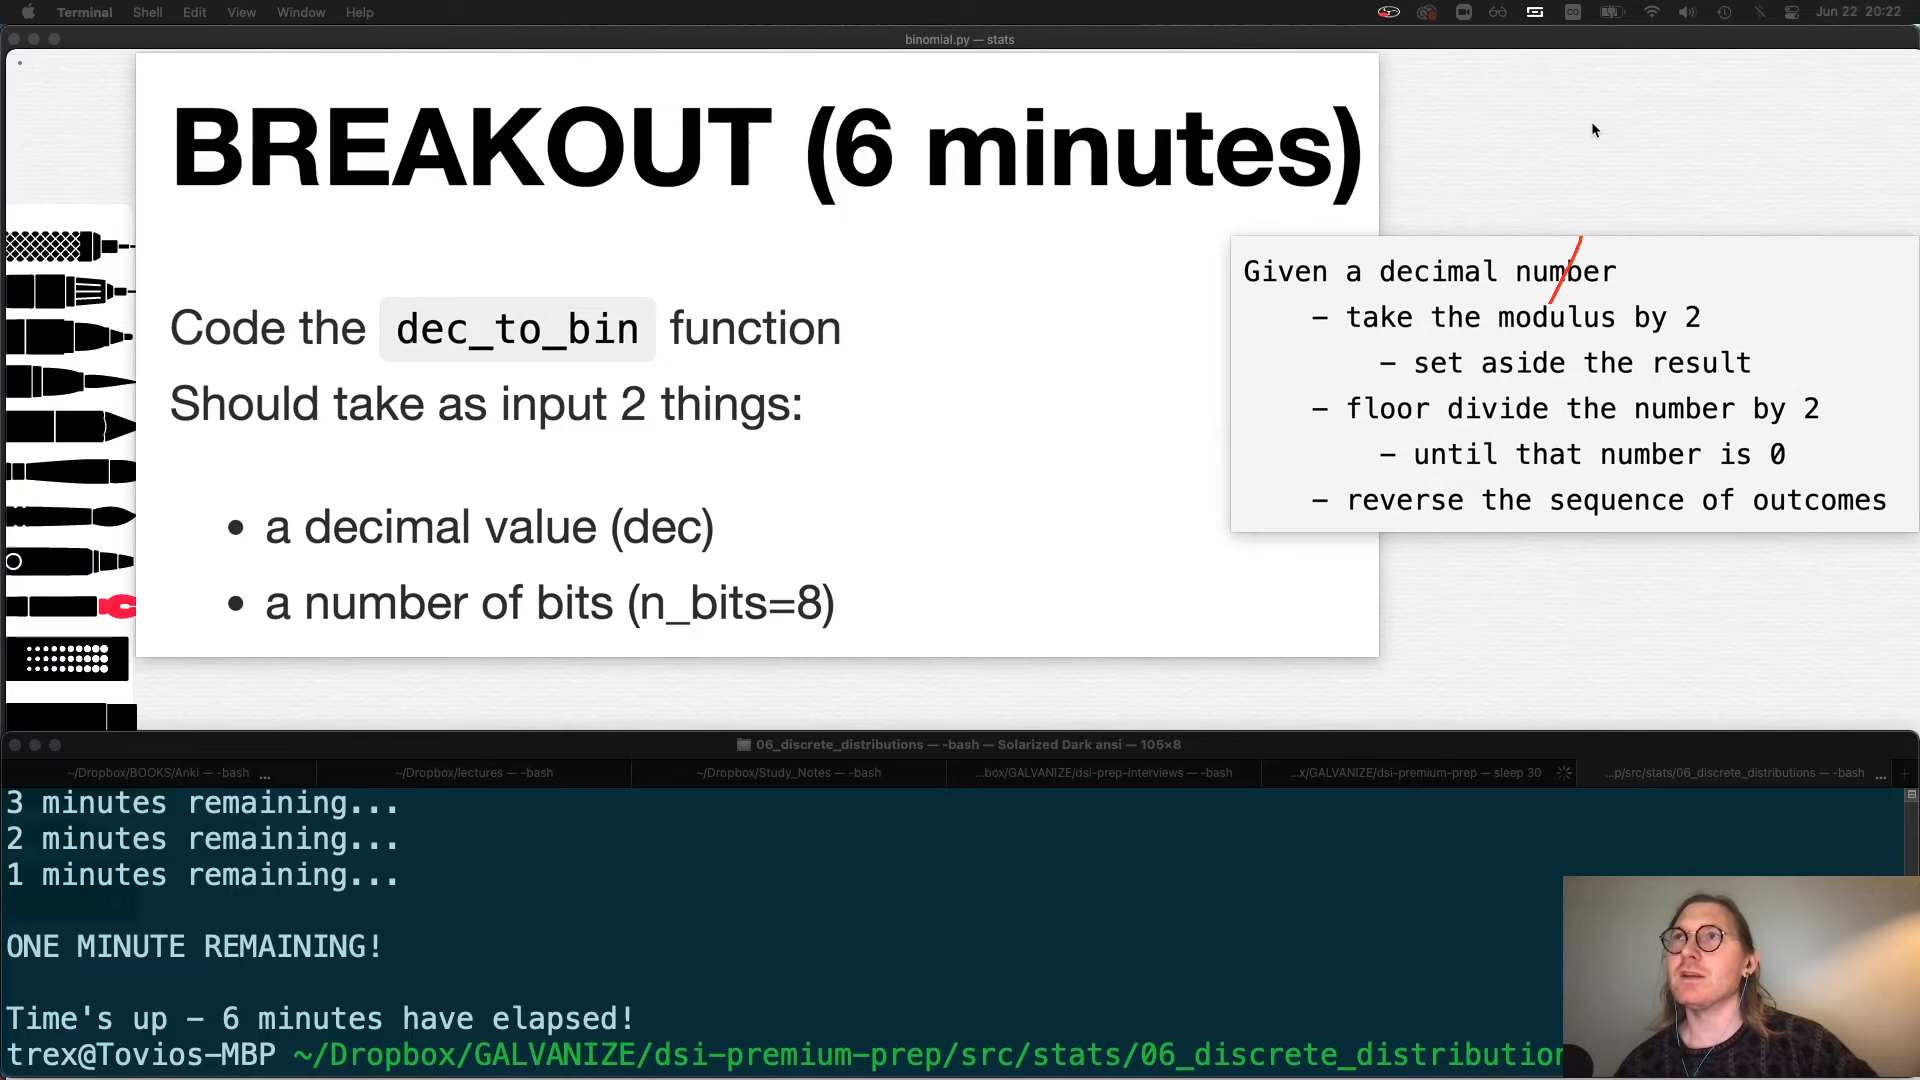 Terminal Shell Edit View Window Help
Jun 22 20:22
binomial.py — stats
BREAKOUT (6 minutes)
Code the dec_to_bin function
Should take as input 2 things:
• a decimal value (dec)
• a number of bits (n_bits=8)
Given a decimal number
– take the modulus by 2
– set aside the result
– floor divide the number by 2
– until that number is 0
– reverse the sequence of outcomes
06_discrete_distributions — -bash — Solarized Dark ansi — 105×8
~/Dropbox/BOOKS/Anki — -bash ... ~/Dropbox/lectures — -bash ~/Dropbox/Study_Notes — -bash ...box/GALVANIZE/dsi-prep-interviews — -bash ...x/GALVANIZE/dsi-premium-prep — sleep 30 ...p/src/stats/06_discrete_distributions — -bash ...
3 minutes remaining...
2 minutes remaining...
1 minutes remaining...
ONE MINUTE REMAINING!
Time's up – 6 minutes have elapsed!
trex@Tovios-MBP ~/Dropbox/GALVANIZE/dsi-premium-prep/src/stats/06_discrete_distribution